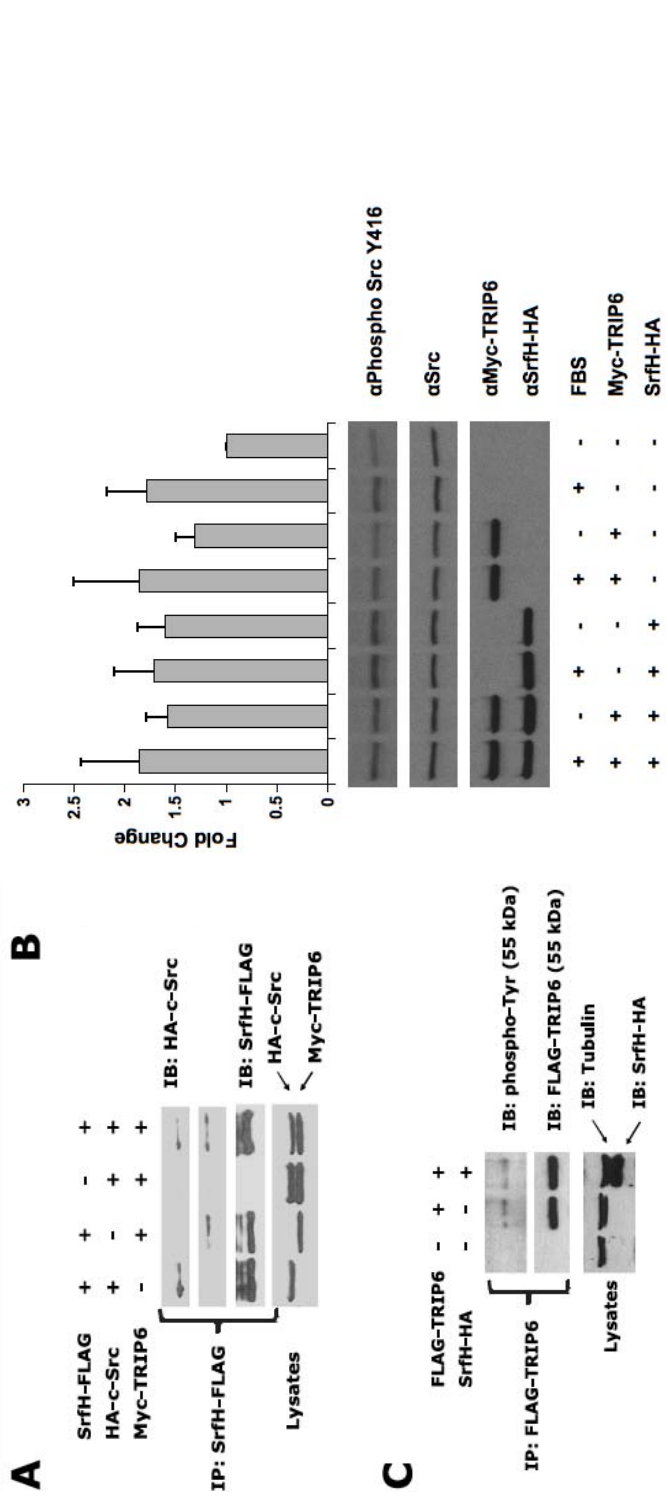 A
SrfH-FLAG + + - +
HA-c-Src + - + +
Myc-TRIP6 - + + +
IB: HA-c-Src
IP: SrfH-FLAG
IB: SrfH-FLAG
HA-c-Src
Lysates
Myc-TRIP6
B
3
2.5
2
1.5
1
0.5
0
Fold Change
αPhospho Src Y416
αSrc
αMyc-TRIP6
αSrfH-HA
+ - + - + - + - FBS
+ + - - + + - - Myc-TRIP6
+ + + + - - - - SrfH-HA
C
FLAG-TRIP6 - + +
SrfH-HA - - +
IB: phospho-Tyr (55 kDa)
IP: FLAG-TRIP6
IB: FLAG-TRIP6 (55 kDa)
IB: Tubulin
Lysates
IB: SrfH-HA